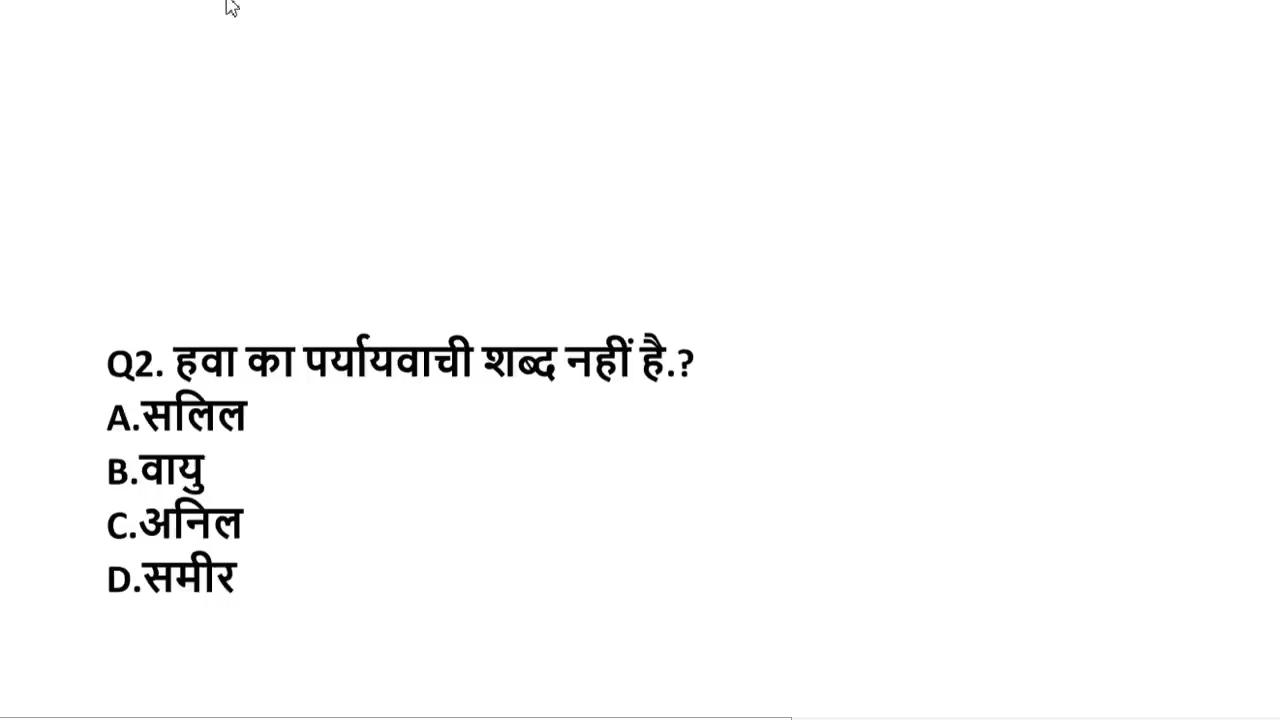 Q2. हवा का पर्यायवाची शब्द नहीं है.?
A.सलिल
B.वायु
C.अनिल
D.समीर